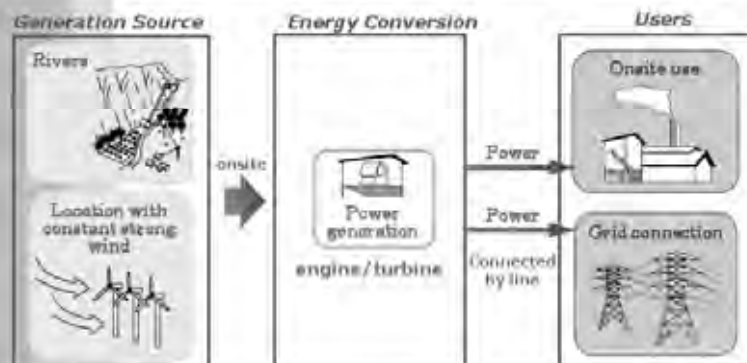 Generation Source
Energy Conversion
Users
Rivers
Location with
constant strong
wind
onsite
Power
generation
engine/turbine
Power
Power
Connected
by line
Onsite use
Grid connection